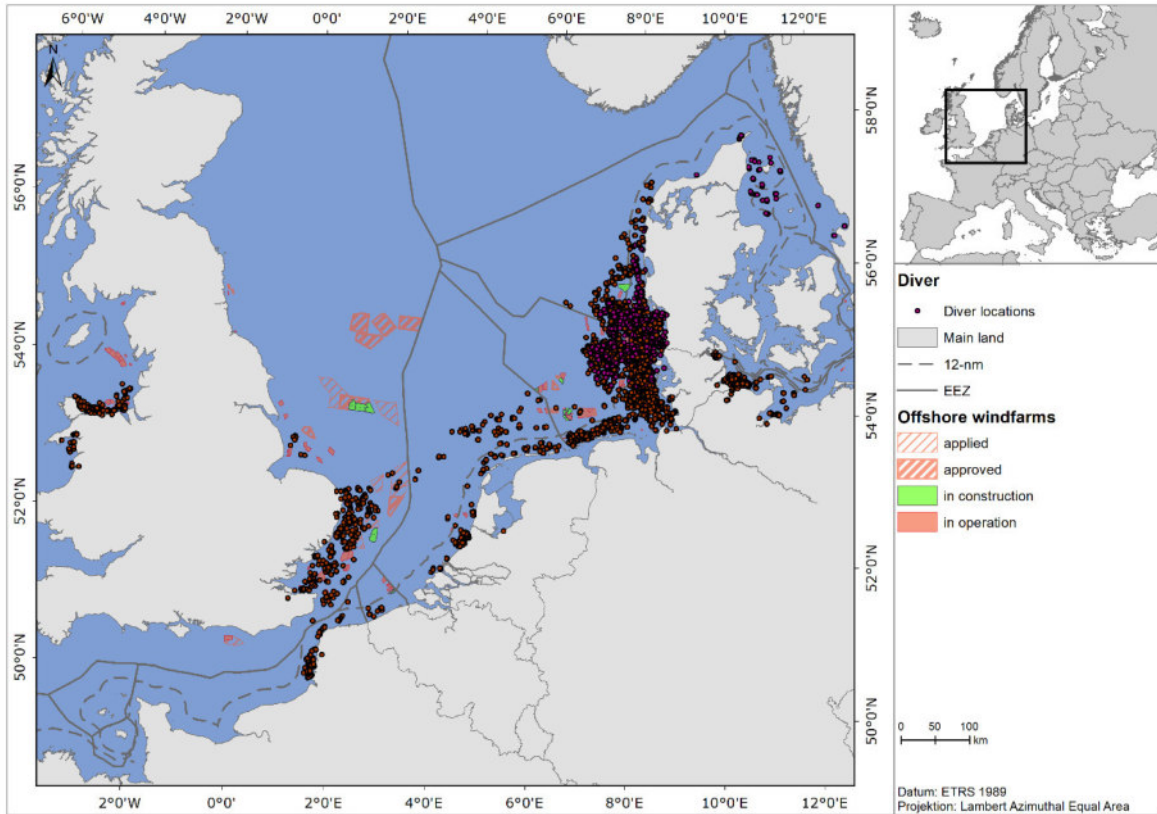 6°0'W 4°0'W 2°0'W 0°0' 2°0'E 4°0'E 6°0'E 8°0'E 10°0'E 12°0'E
N
58°0'N
56°0'N
56°0'N
54°0'N
54°0'N
52°0'N
52°0'N
50°0'N
50°0'N
2°0'W 0°0' 2°0'E 4°0'E 6°0'E 8°0'E 10°0'E 12°0'E
Diver
Diver locations
Main land
12-nm
EEZ
Offshore windfarms
applied
approved
in construction
in operation
0 50 100
km
Datum: ETRS 1989
Projektion: Lambert Azimuthal Equal Area